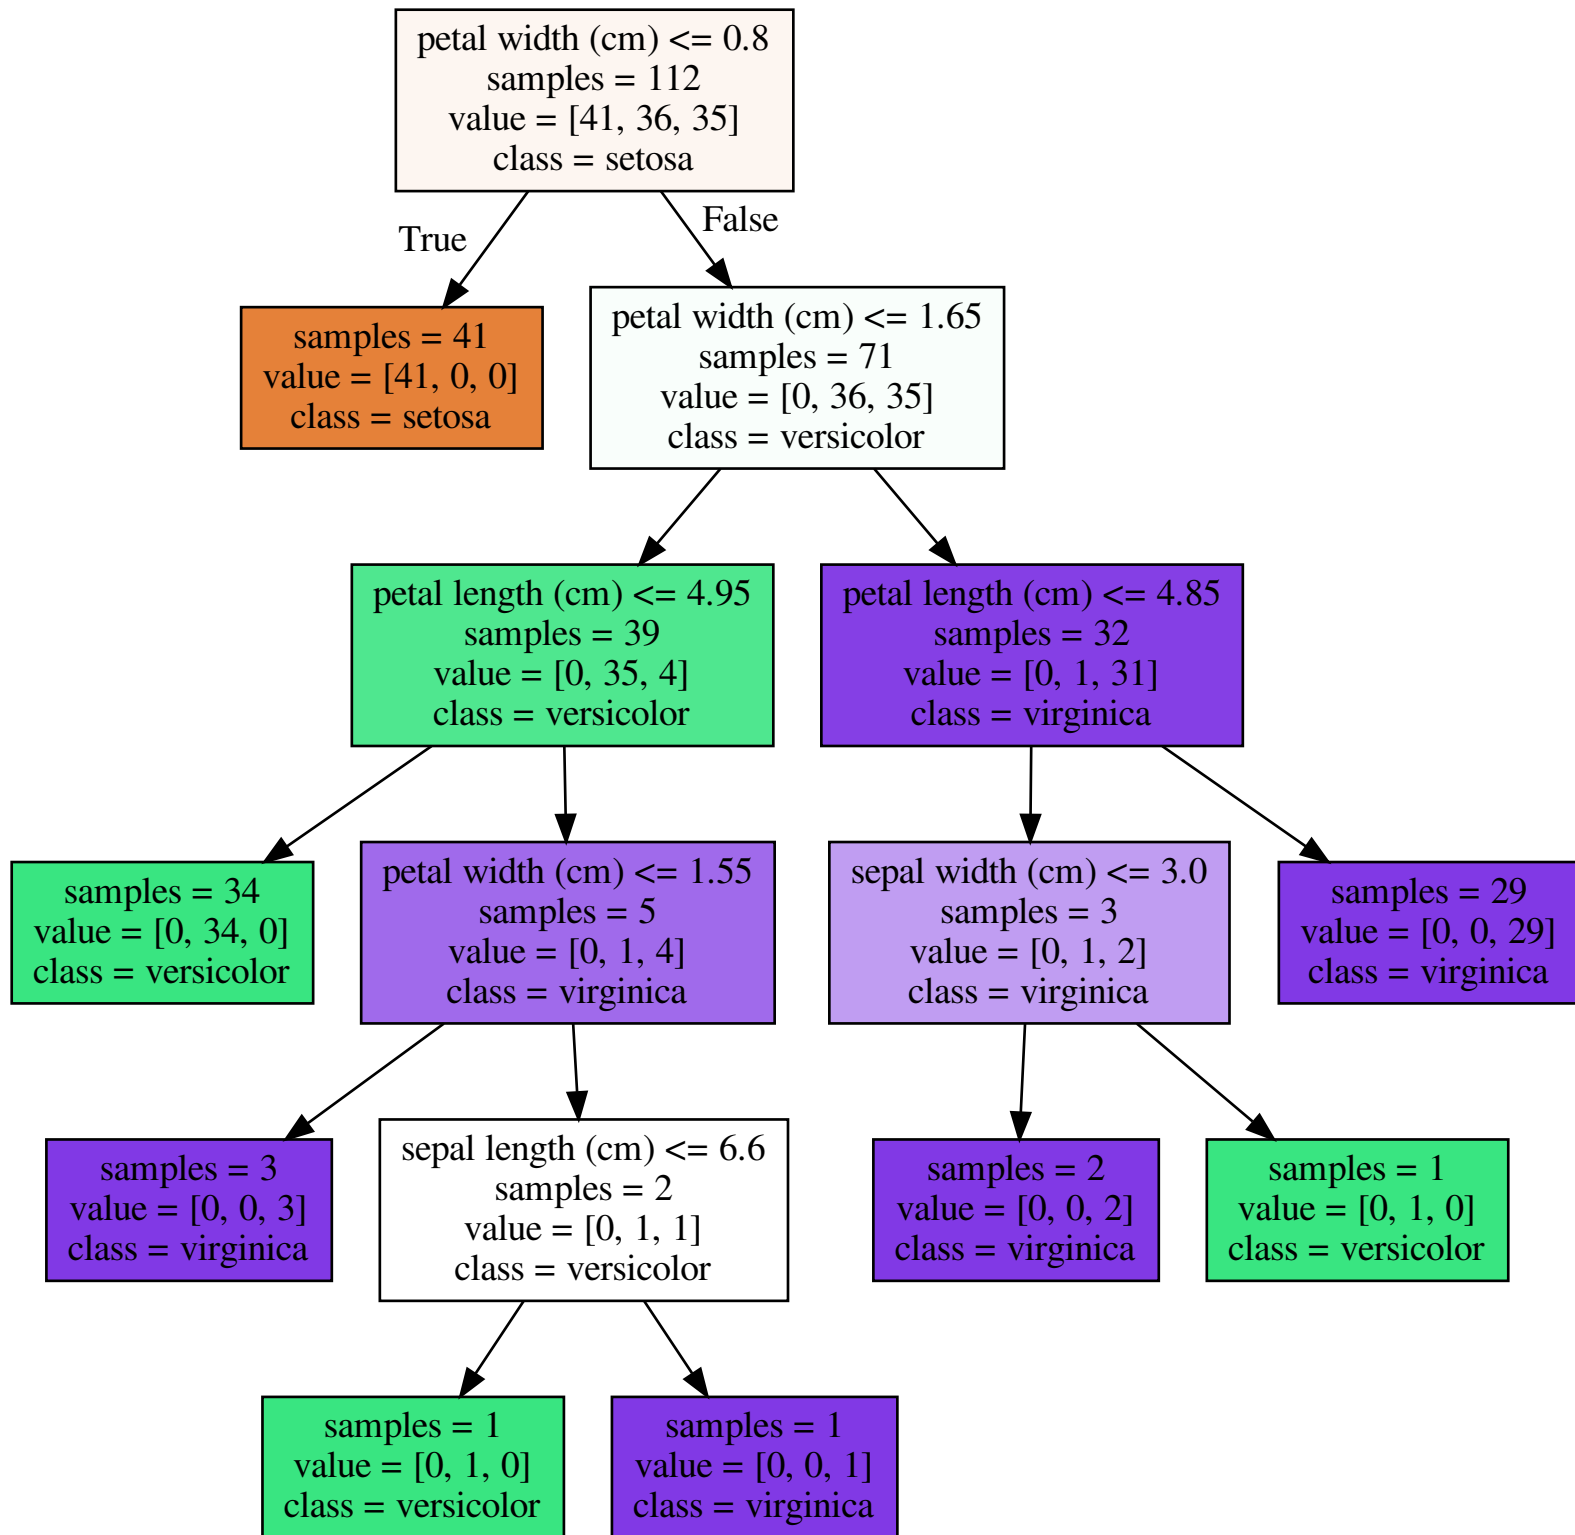 petal width (cm) <= 0.8
samples = 112
value = [41, 36, 35]
class = setosa
True
False
samples = 41
value = [41, 0, 0]
class = setosa
petal width (cm) <= 1.65
samples = 71
value = [0, 36, 35]
class = versicolor
petal length (cm) <= 4.95
samples = 39
value = [0, 35, 4]
class = versicolor
petal length (cm) <= 4.85
samples = 32
value = [0, 1, 31]
class = virginica
samples = 34
value = [0, 34, 0]
class = versicolor
petal width (cm) <= 1.55
samples = 5
value = [0, 1, 4]
class = virginica
sepal width (cm) <= 3.0
samples = 3
value = [0, 1, 2]
class = virginica
samples = 29
value = [0, 0, 29]
class = virginica
samples = 3
value = [0, 0, 3]
class = virginica
sepal length (cm) <= 6.6
samples = 2
value = [0, 1, 1]
class = versicolor
samples = 2
value = [0, 0, 2]
class = virginica
samples = 1
value = [0, 1, 0]
class = versicolor
samples = 1
value = [0, 1, 0]
class = versicolor
samples = 1
value = [0, 0, 1]
class = virginica